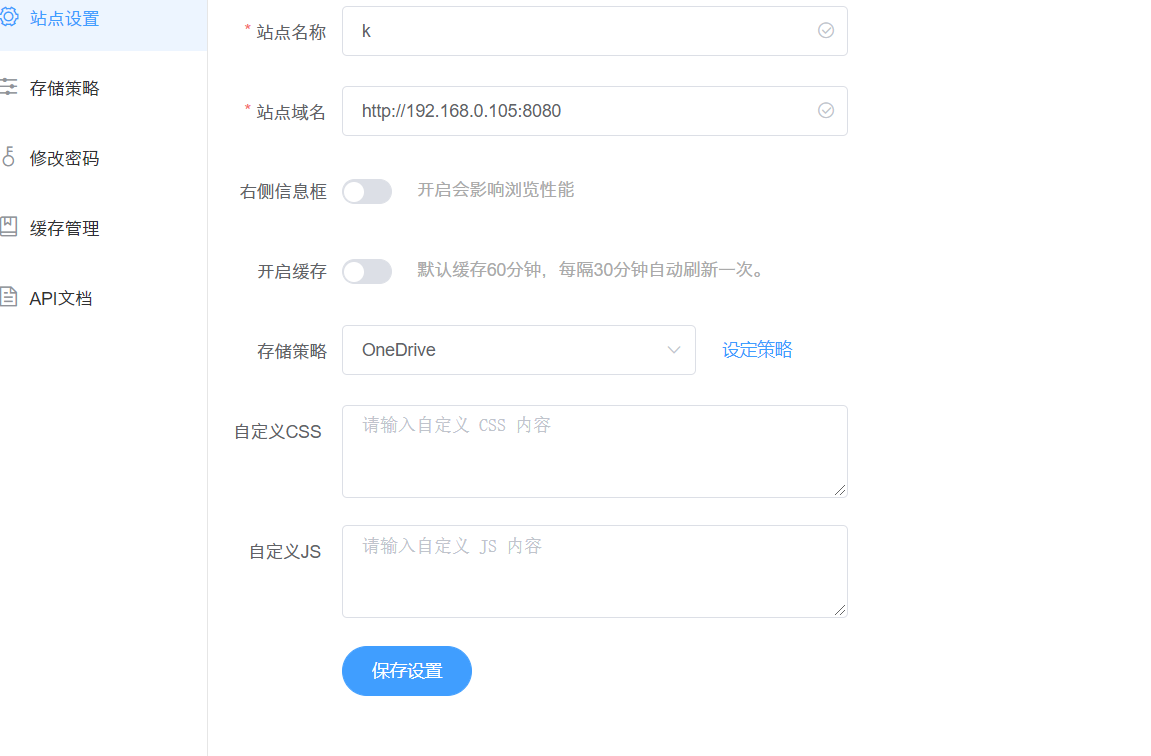 站点设置
存储策略
修改密码
缓存管理
API文档
* 站点名称 k
* 站点域名 http://192.168.0.105:8080
右侧信息框 开启会影响浏览性能
开启缓存 默认缓存60分钟，每隔30分钟自动刷新一次。
存储策略 OneDrive 设定策略
自定义CSS 请输入自定义 CSS 内容
自定义JS 请输入自定义 JS 内容
保存设置